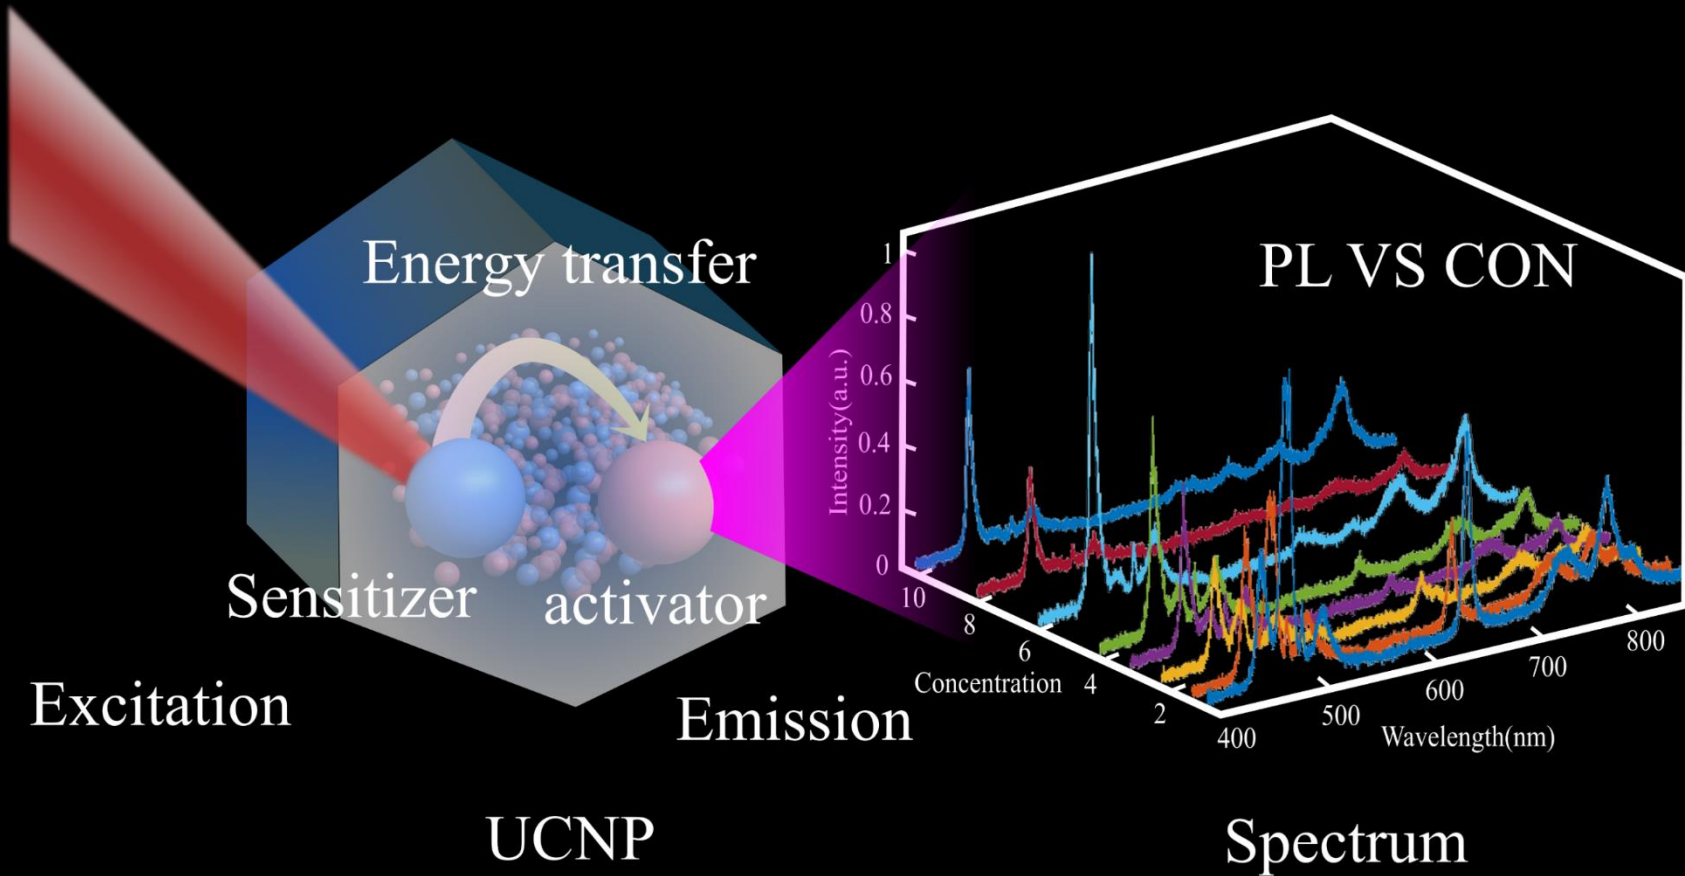 Energy transfer
Sensitizer
activator
Excitation
Emission
UCNP
PL VS CON
Intensity(a.u.)
1
0.8
0.6
0.4
0.2
0
10
8
6
4
2
Concentration
400
500
600
700
800
Wavelength(nm)
Spectrum